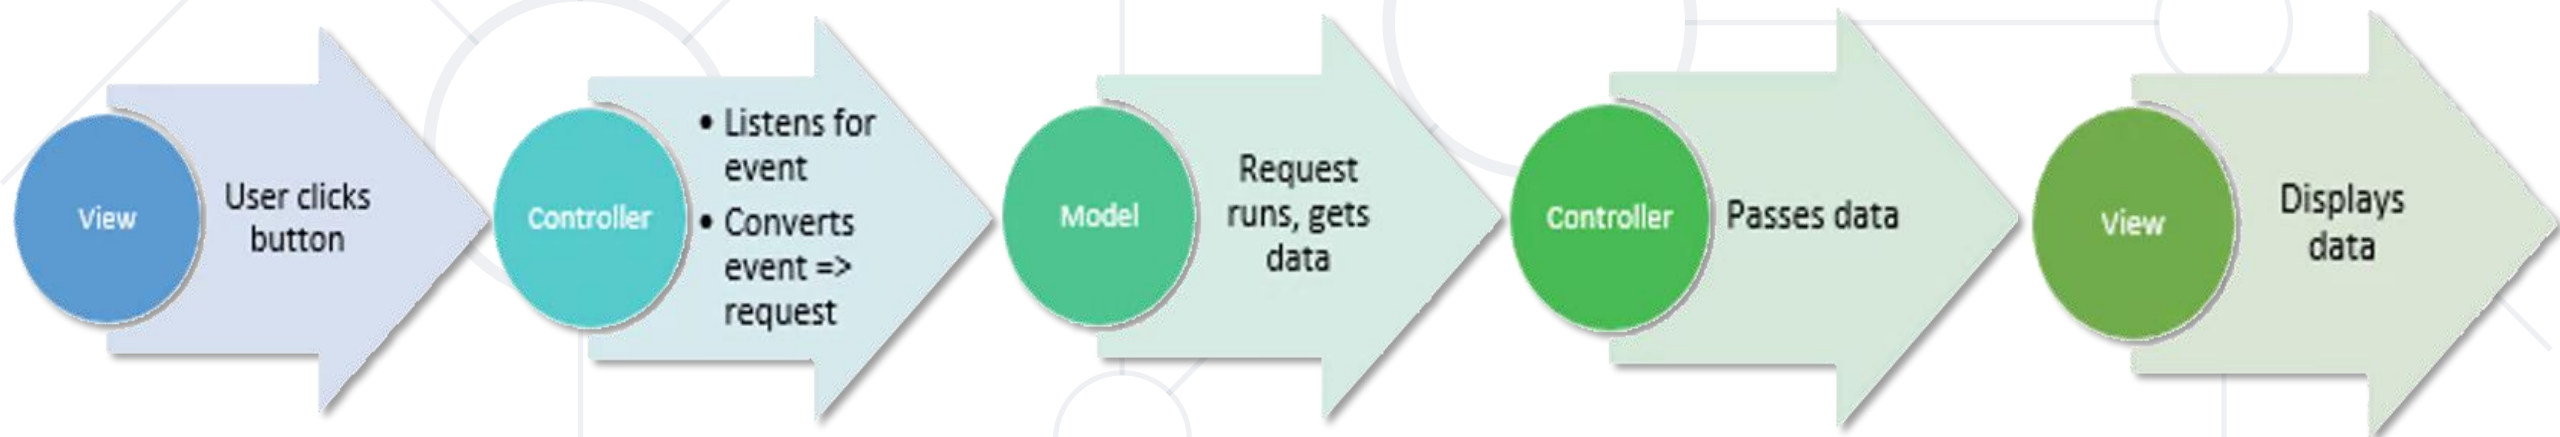 View
User clicks
button
Controller
• Listens for
event
• Converts
event =>
request
Model
Request
runs, gets
data
Controller
Passes data
View
Displays
data